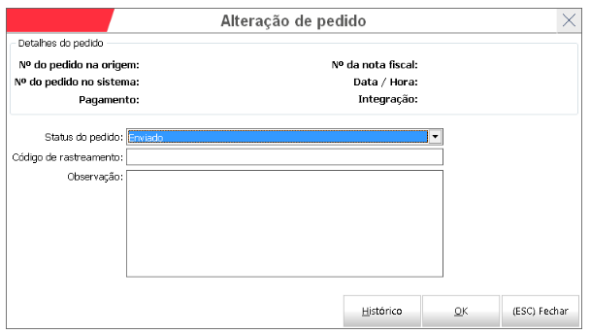 Alteração de pedido
Detalhes do pedido
Nº do pedido na origem: Nº da nota fiscal:
Nº do pedido no sistema: Data / Hora:
Pagamento: Integração:
Status do pedido: Enviado
Código de rastreamento:
Observação:
Histórico OK (ESC) Fechar